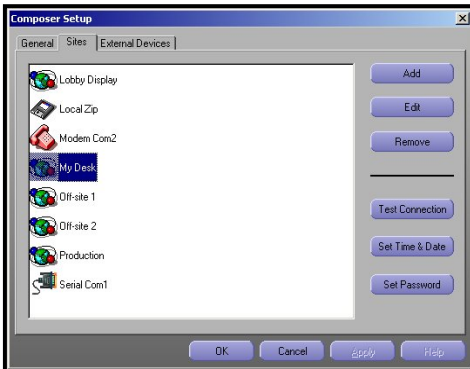 Composer Setup
General Sites External Devices
Lobby Display
Local Zip
Modem Com2
My Desk
Off-site 1
Off-site 2
Production
Serial Com1
Add
Edit
Remove
Test Connection
Set Time & Date
Set Password
OK Cancel Apply Help